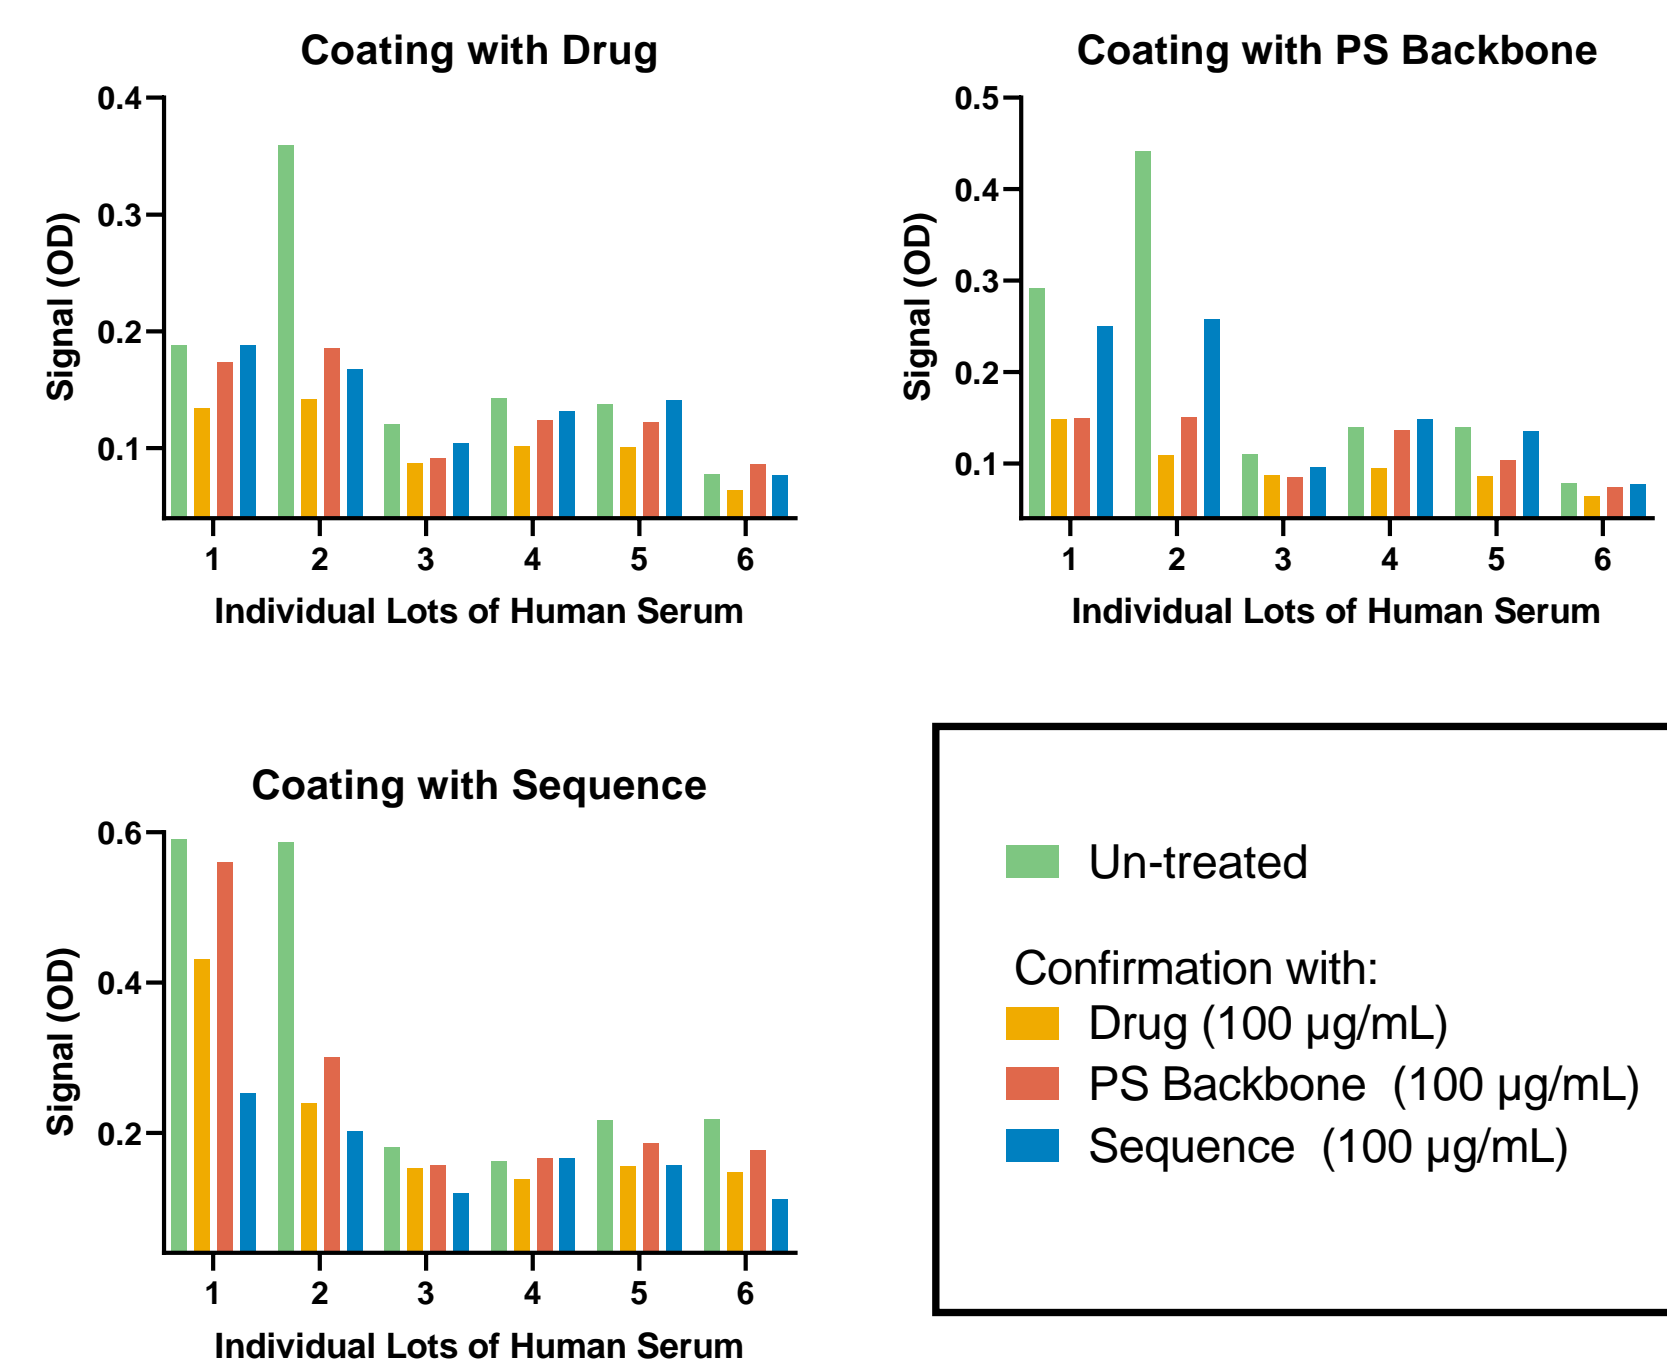 Coating with Drug
0.4
0.3
0.2
0.1
Signal (OD)
1 2 3 4 5 6
Individual Lots of Human Serum
Coating with PS Backbone
0.5
0.4
0.3
0.2
0.1
Signal (OD)
1 2 3 4 5 6
Individual Lots of Human Serum
Coating with Sequence
0.6
0.4
0.2
Signal (OD)
1 2 3 4 5 6
Individual Lots of Human Serum
Un-treated
Confirmation with:
Drug (100 µg/mL)
PS Backbone (100 µg/mL)
Sequence (100 µg/mL)